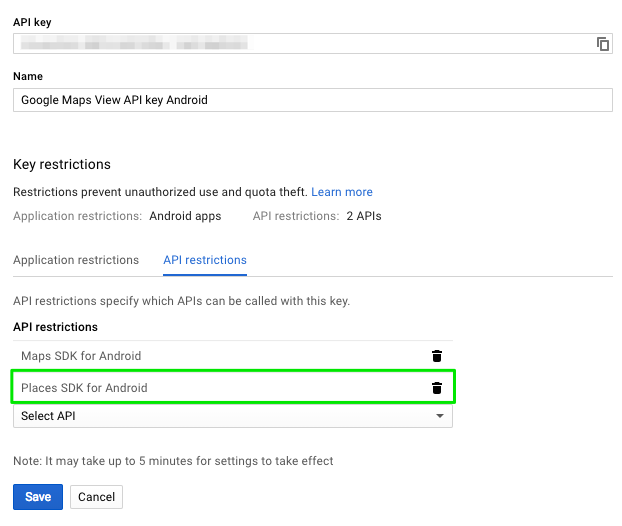 API key
Name
Google Maps View API key Android
Key restrictions
Restrictions prevent unauthorized use and quota theft. Learn more
Application restrictions: Android apps API restrictions: 2 APIs
Application restrictions API restrictions
API restrictions specify which APIs can be called with this key.
API restrictions
Maps SDK for Android
Places SDK for Android
Select API
Note: It may take up to 5 minutes for settings to take effect
Save Cancel